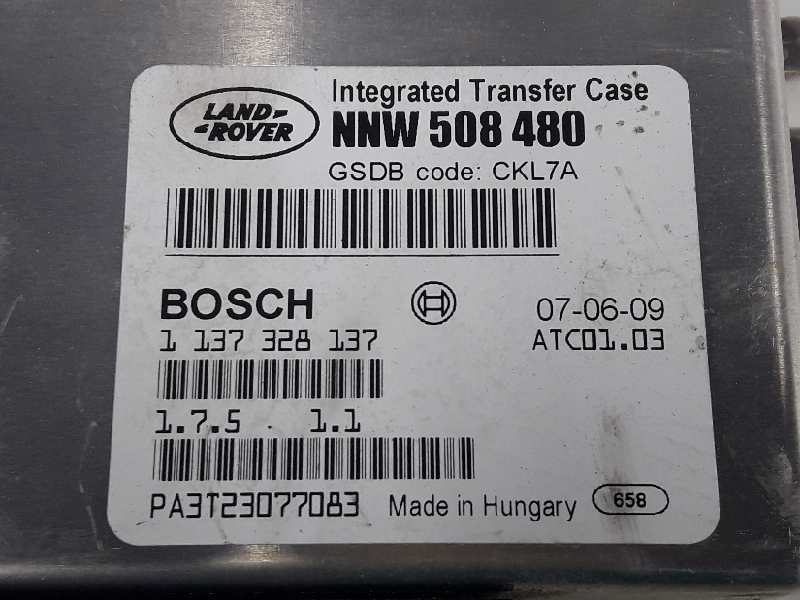 LAND
ROVER
Integrated Transfer Case
NNW 508 480
GSDB code: CKL7A
BOSCH
07-06-09
1 137 328 137
ATC01.03
1.7.5 1.1
PA3T23077083
Made in Hungary
658